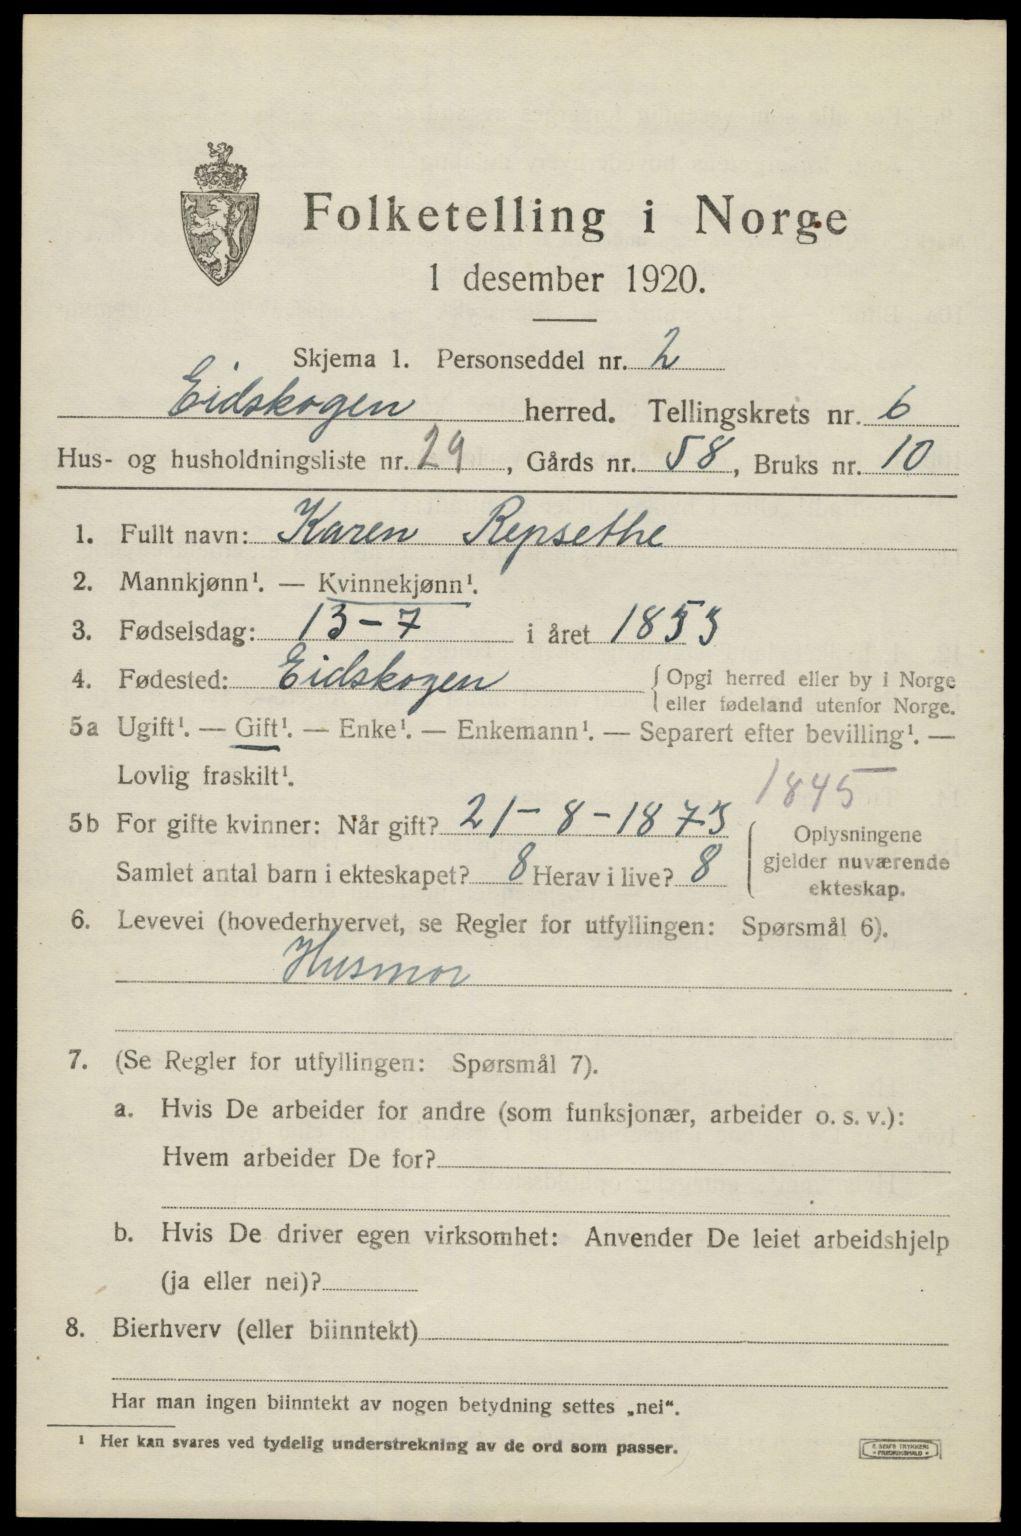 Folketelling i Norge
1 desember 1920.
Skjema 1. Personseddel nr. 2
Eidskogen herred. Tellingskrets nr. 6
Hus- og husholdningsliste nr. 29, Gårds nr. 58, Bruks nr. 10
1. Fullt navn: Karen Repsethe
2. Mannkjønn¹. — Kvinnekjønn¹.
3. Fødselsdag: 13-7 i året 1853
4. Fødested: Eidskogen { Opgi herred eller by i Norge
eller fødeland utenfor Norge.
5a Ugift¹. — Gift¹. — Enke¹. — Enkemann¹. — Separert efter bevilling¹. —
Lovlig fraskilt¹.
1845
5b For gifte kvinner: Når gift? 21-8-1873
Samlet antal barn i ekteskapet? 8 Herav i live? 8
Oplysningene
gjelder nuværende
ekteskap.
6. Levevei (hovederhvervet, se Regler for utfyllingen: Spørsmål 6).
Husmor
7. (Se Regler for utfyllingen: Spørsmål 7).
a. Hvis De arbeider for andre (som funksjonær, arbeider o. s. v.):
Hvem arbeider De for?
b. Hvis De driver egen virksomhet: Anvender De leiet arbeidshjelp
(ja eller nei)?
8. Bierhverv (eller biinntekt)
Har man ingen biinntekt av nogen betydning settes „nei“.
¹ Her kan svares ved tydelig understrekning av de ord som passer.